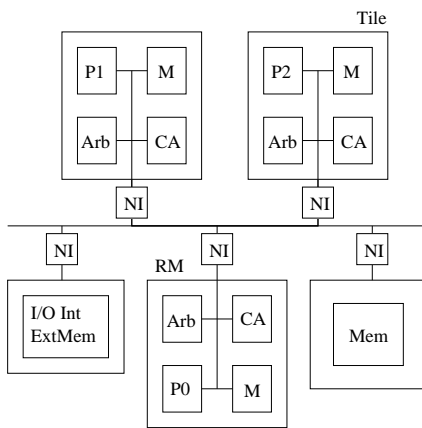 Tile
P1 M
P2 M
Arb CA
Arb CA
NI
NI
NI
NI
NI
RM
I/O Int
ExtMem
Arb CA
Mem
P0 M